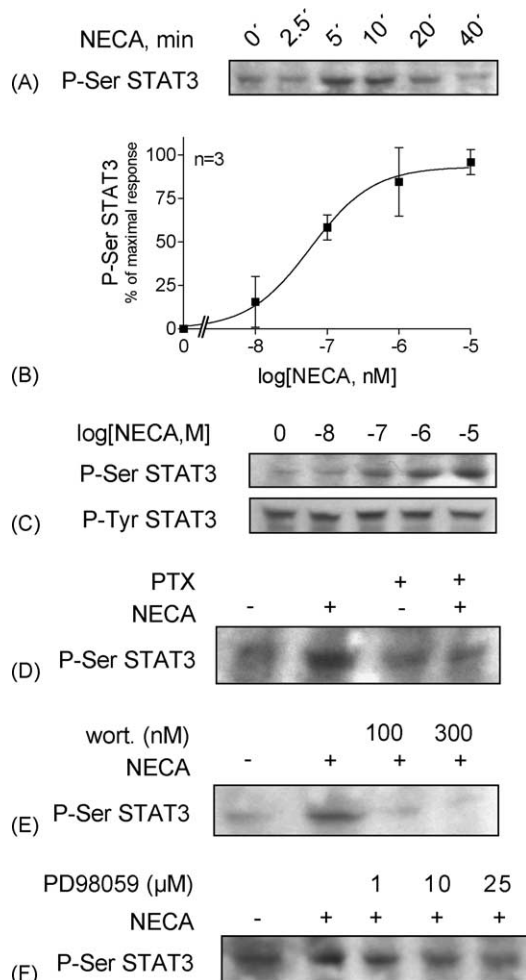 NECA, min 0´ 2.5´ 5´ 10´ 20´ 40´
(A) P-Ser STAT3
P-Ser STAT3
% of maximal response
n=3
100
75
50
25
0
0 -8 -7 -6 -5
log[NECA, nM]
(B)
log[NECA,M] 0 -8 -7 -6 -5
P-Ser STAT3
(C) P-Tyr STAT3
PTX + +
NECA - + - +
(D) P-Ser STAT3
wort. (nM) 100 300
NECA - + + +
(E) P-Ser STAT3
PD98059 (µM) 1 10 25
NECA - + + + +
(F) P-Ser STAT3